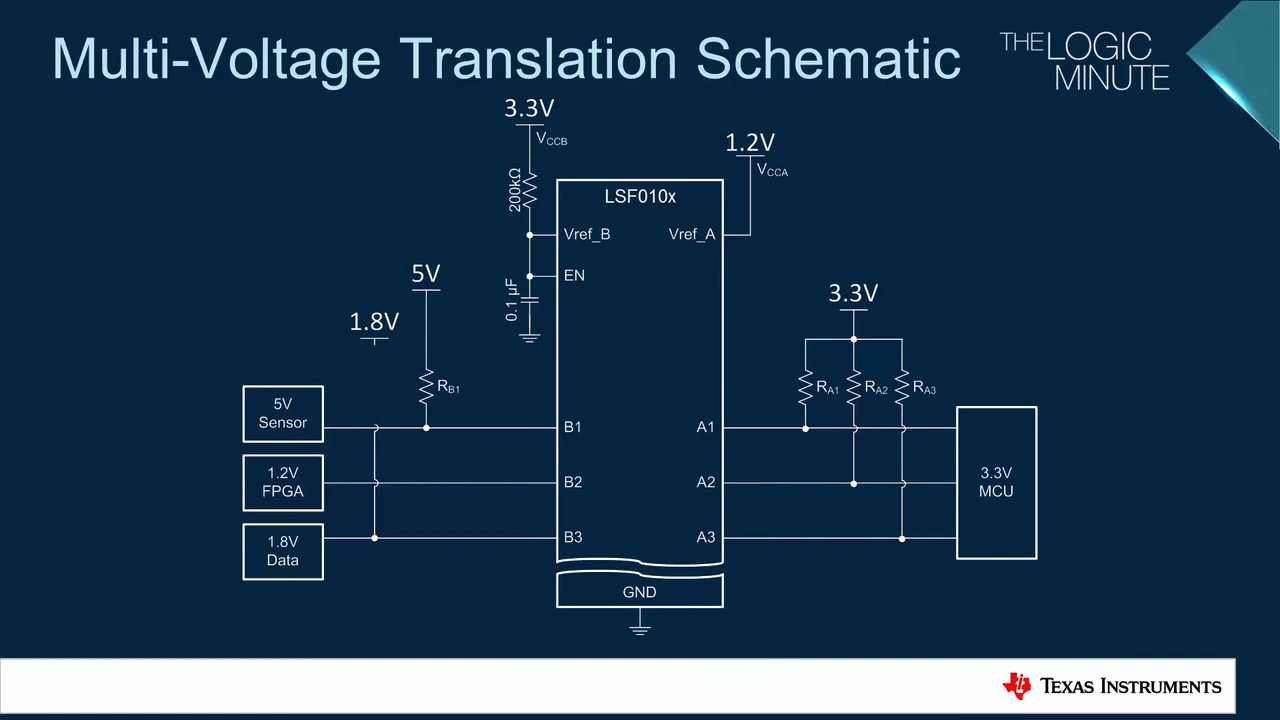 Multi-Voltage Translation Schematic
THE LOGIC
MINUTE
3.3V
VCCB
200kΩ
1.2V
VCCA
LSF010x
Vref_B
Vref_A
EN
0.1 µF
5V
1.8V
RB1
3.3V
RA1
RA2
RA3
5V
Sensor
B1
A1
1.2V
FPGA
B2
A2
3.3V
MCU
1.8V
Data
B3
A3
GND
TEXAS INSTRUMENTS